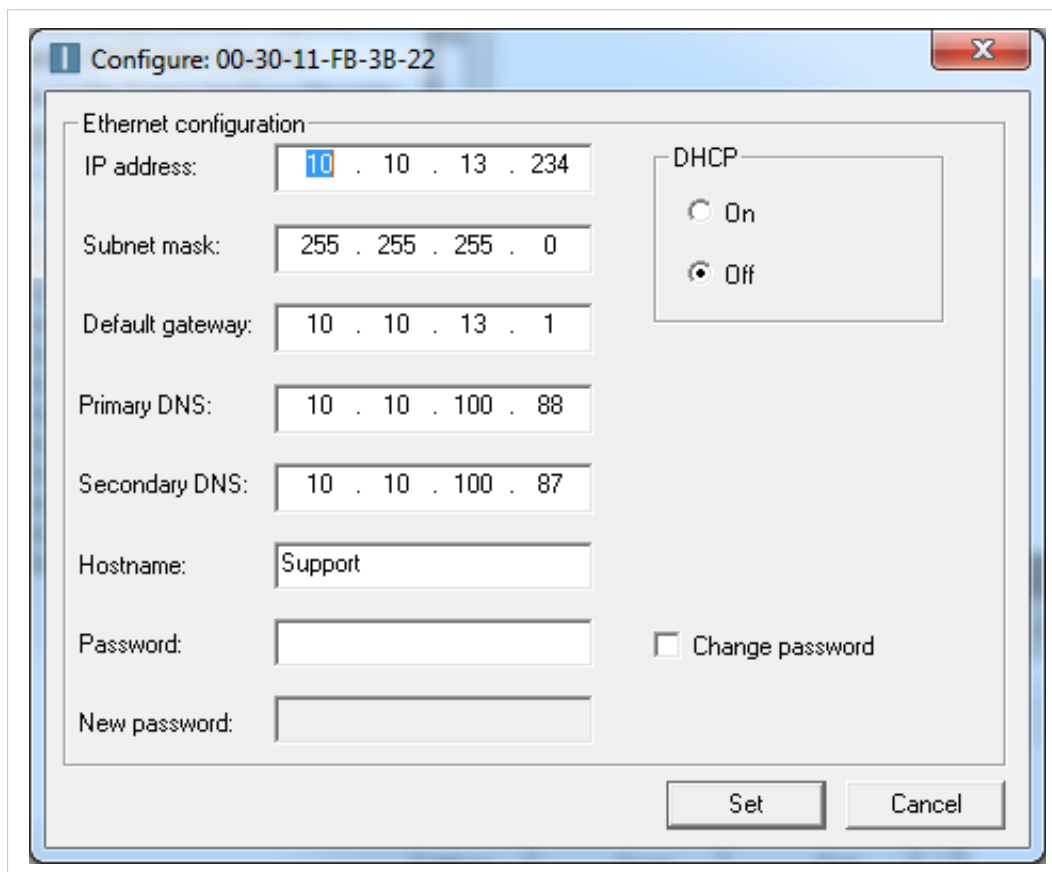 Configure: 00-30-11-FB-3B-22
Ethernet configuration
IP address: 10 . 10 . 13 . 234
DHCP
On
Subnet mask: 255 . 255 . 255 . 0
Off
Default gateway: 10 . 10 . 13 . 1
Primary DNS: 10 . 10 . 100 . 88
Secondary DNS: 10 . 10 . 100 . 87
Hostname: Support
Password:
Change password
New password:
Set
Cancel